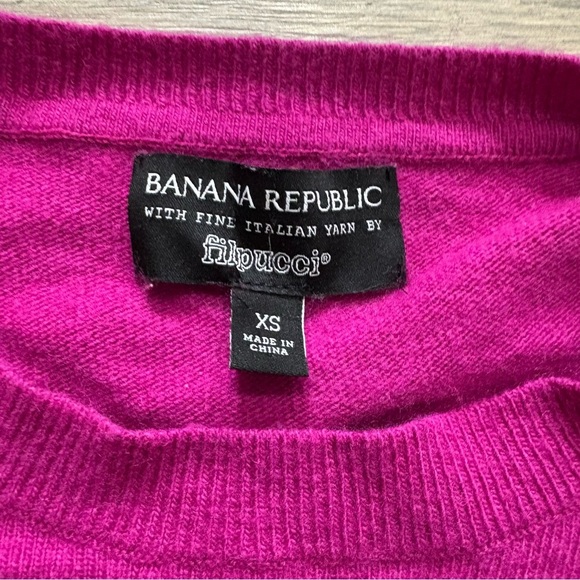 BANANA REPUBLIC
WITH FINE ITALIAN YARN BY
filpucci®
XS
MADE IN
CHINA